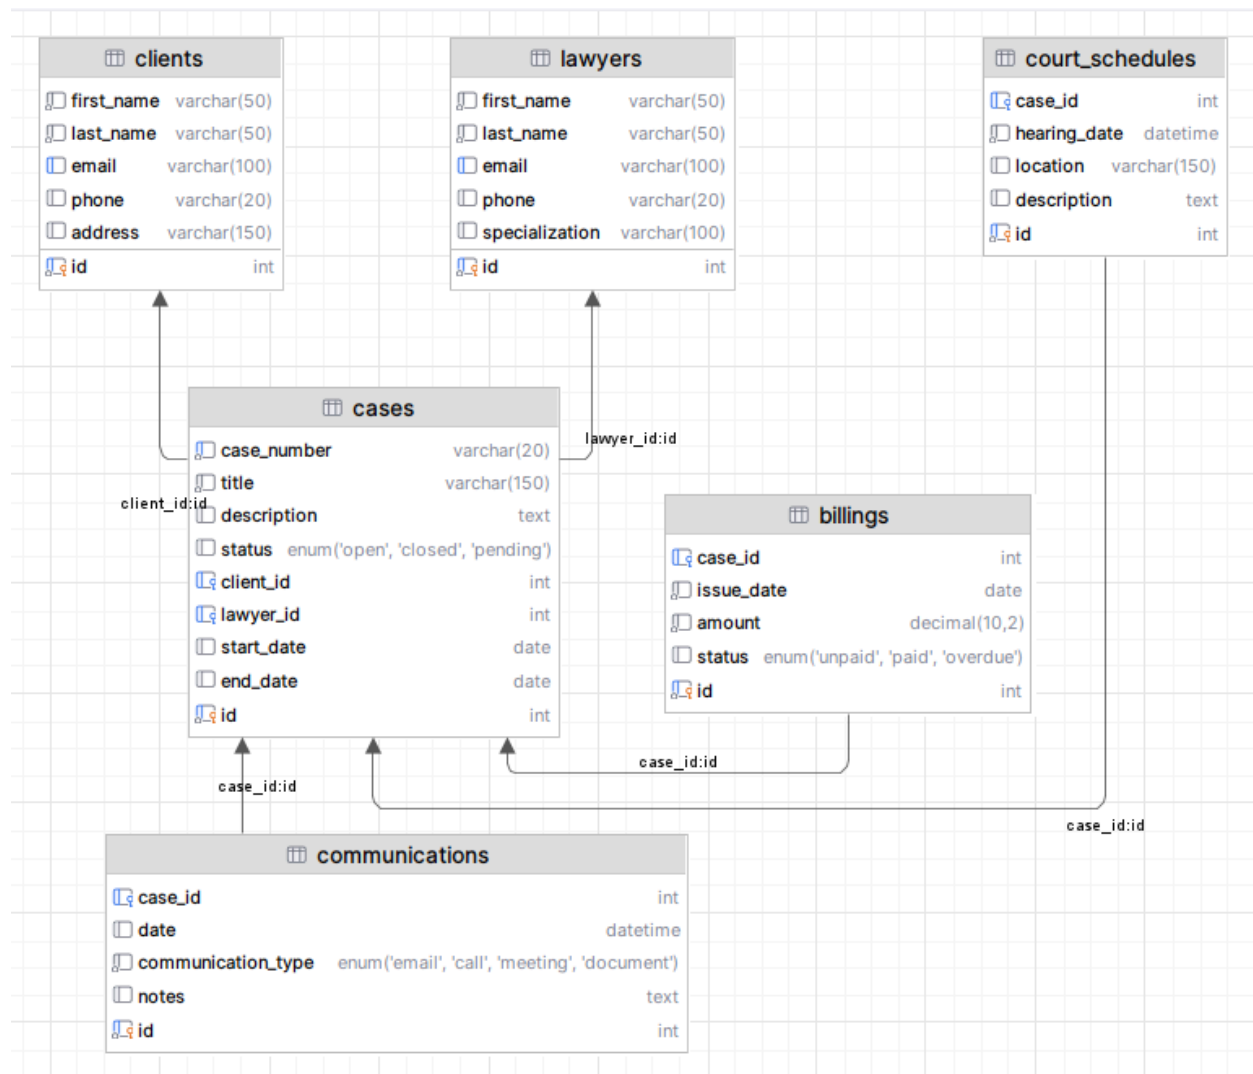 clients
first_name varchar(50)
last_name varchar(50)
email varchar(100)
phone varchar(20)
address varchar(150)
id int
lawyers
first_name varchar(50)
last_name varchar(50)
email varchar(100)
phone varchar(20)
specialization varchar(100)
id int
court_schedules
case_id int
hearing_date datetime
location varchar(150)
description text
id int
client_id:id
lawyer_id:id
cases
case_number varchar(20)
title varchar(150)
description text
status enum('open', 'closed', 'pending')
client_id int
lawyer_id int
start_date date
end_date date
id int
billings
case_id int
issue_date date
amount decimal(10,2)
status enum('unpaid', 'paid', 'overdue')
id int
case_id:id
case_id:id
case_id:id
communications
case_id int
date datetime
communication_type enum('email', 'call', 'meeting', 'document')
notes text
id int